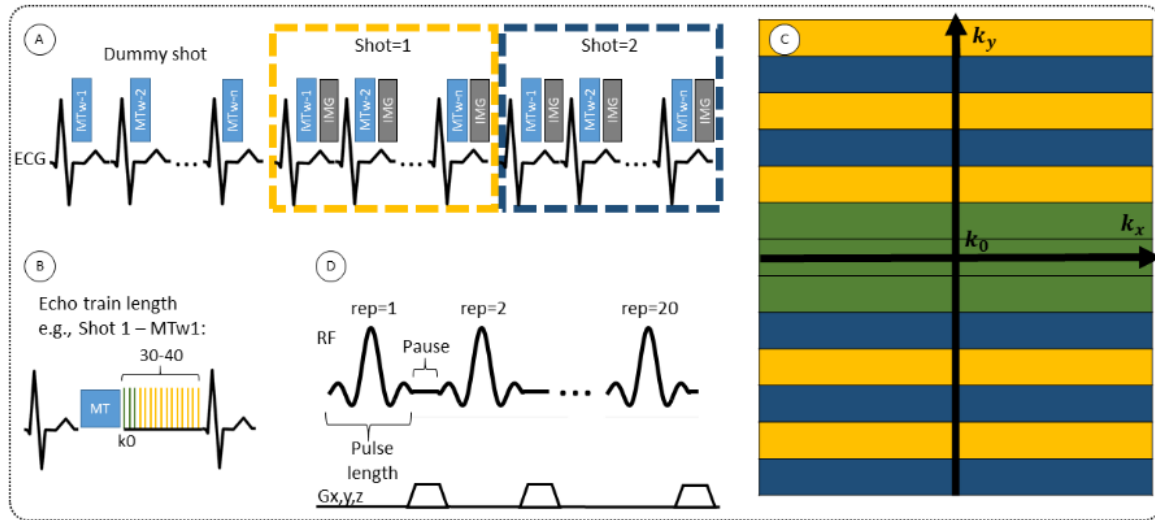 A
Dummy shot
Shot=1
Shot=2
MTw-1
MTw-2
MTw-n
MTw-1
IMG
MTw-2
IMG
MTw-n
IMG
MTw-1
IMG
MTw-2
IMG
MTw-n
IMG
ECG
...
...
...
B
Echo train length
e.g., Shot 1 – MTw1:
30-40
MT
k0
C
ky
kx
k0
D
rep=1
rep=2
rep=20
RF
Pause
...
Pulse
length
Gx,y,z